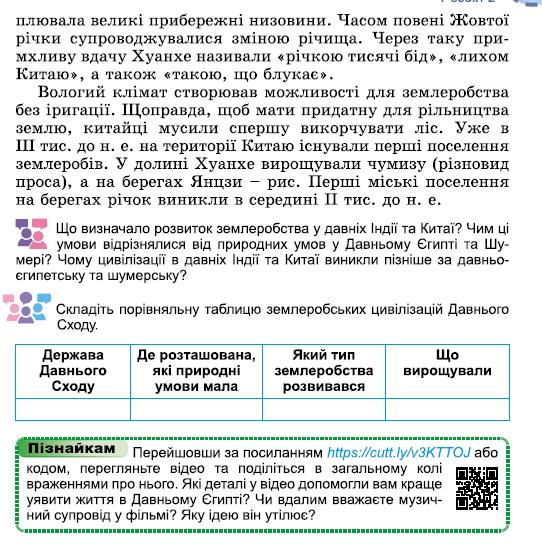 плювала великі прибережні низовини. Часом повені Жовтої
річки супроводжувалися зміною річища. Через таку при-
мхливу вдачу Хуанхе називали «річкою тисячі бід», «лихом
Китаю», а також «такою, що блукає».
Вологий клімат створював можливості для землеробства
без іригації. Щоправда, щоб мати придатну для рільництва
землю, китайці мусили спершу викорчувати ліс. Уже в
III тис. до н. е. на території Китаю існували перші поселення
землеробів. У долині Хуанхе вирощували чумизу (різновид
проса), а на берегах Янцзи – рис. Перші міські поселення
на берегах річок виникли в середині II тис. до н. е.
Що визначало розвиток землеробства у давніх Індії та Китаї? Чим ці
умови відрізнялися від природних умов у Давньому Єгипті та Шу-
мері? Чому цивілізації в давніх Індії та Китаї виникли пізніше за давньо-
єгипетську та шумерську?
Складіть порівняльну таблицю землеробських цивілізацій Давнього
Сходу.
Держава Давнього Сходу
Де розташована, які природні умови мала
Який тип землеробства розвивався
Що вирощували
Пізнайкам
Перейшовши за посиланням https://cutt.ly/v3KTTOJ або
кодом, перегляньте відео та поділіться в загальному колі
враженнями про нього. Які деталі у відео допомогли вам краще
уявити життя в Давньому Єгипті? Чи вдалим вважаєте музич-
ний супровід у фільмі? Яку ідею він утілює?